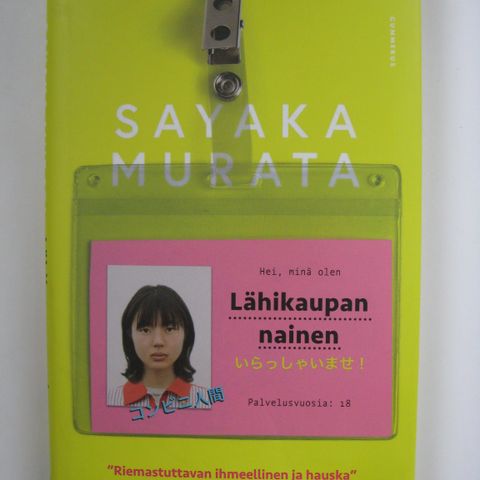 GUMMERUS
SAYAKA
MURATA
Hei, minä olen
Lähikaupan
nainen
いらっしゃいませ！
コンビニ人間
Palvelusvuosia: 18
"Riemastuttavan ihmeellinen ja hauska"